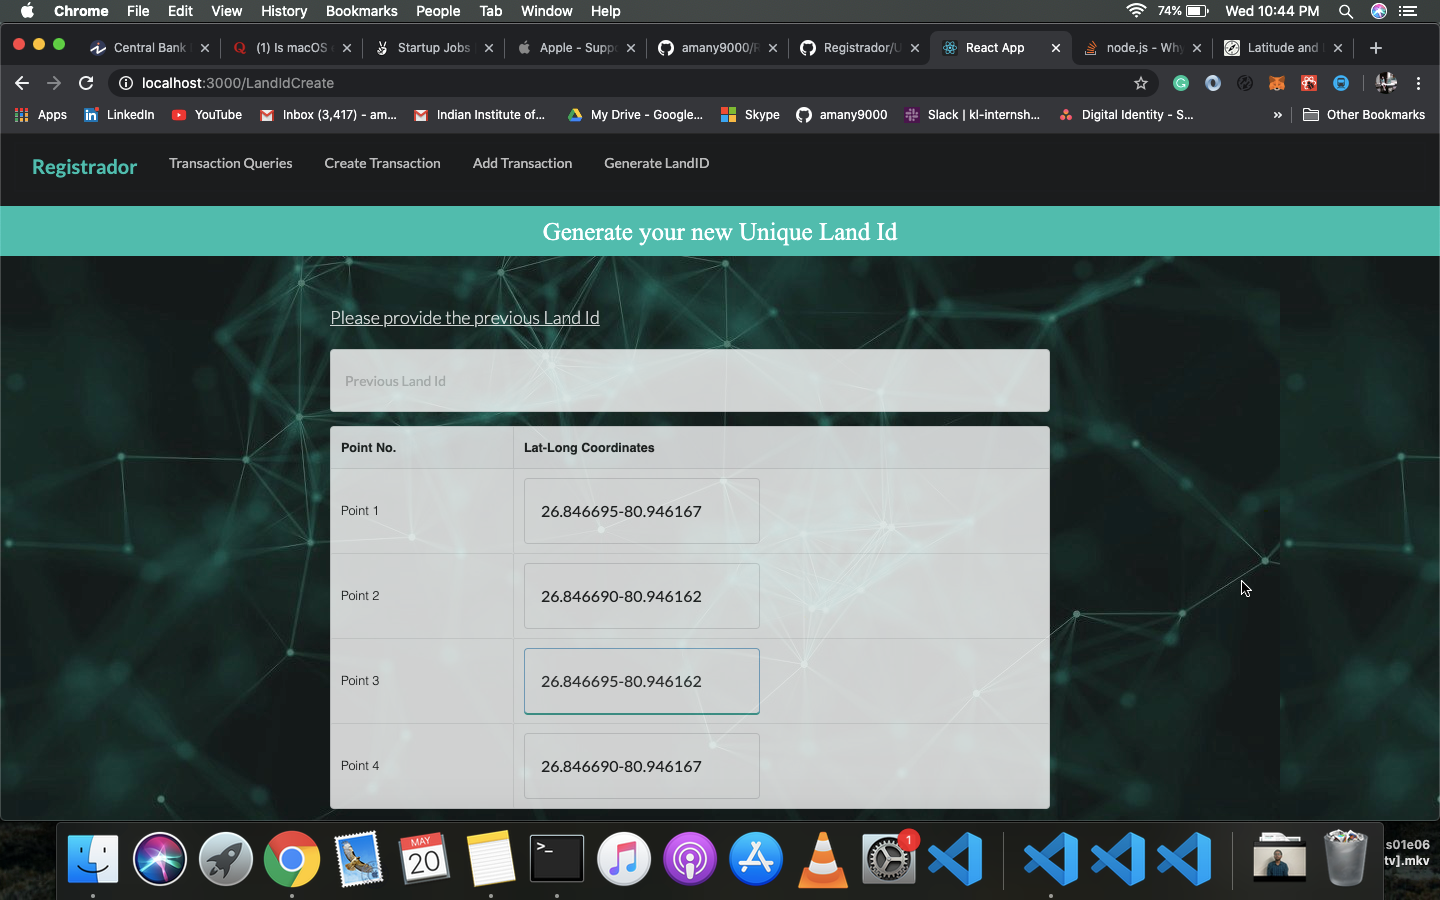 Chrome File Edit View History Bookmarks People Tab Window Help 74% Wed 10:44 PM
Central Bank (1) Is macOS Startup Jobs Apple - Supp amany9000/R Registrador/U React App node.js - Why Latitude and
localhost:3000/LandIdCreate
Apps LinkedIn YouTube Inbox (3,417) - am... Indian Institute of... My Drive - Google... Skype amany9000 Slack | kl-internsh... Digital Identity - S... » Other Bookmarks
Registrador Transaction Queries Create Transaction Add Transaction Generate LandID
Generate your new Unique Land Id
Please provide the previous Land Id
Previous Land Id
Point No. Lat-Long Coordinates
Point 1 26.846695-80.946167
Point 2 26.846690-80.946162
Point 3 26.846695-80.946162
Point 4 26.846690-80.946167
MAY
20
1
s01e06
tv].mkv